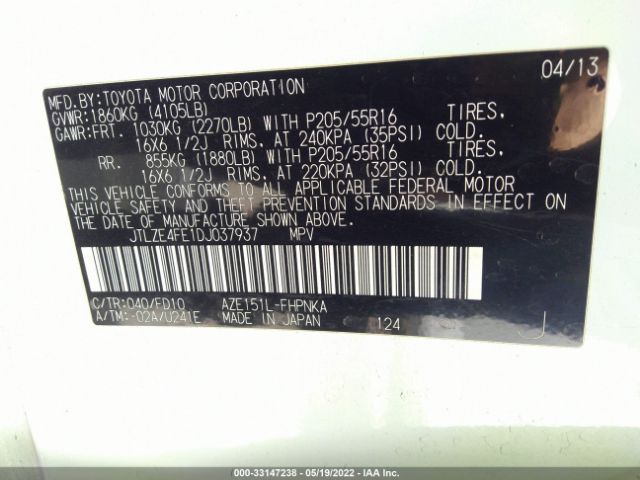 MFD.BY:TOYOTA MOTOR CORPORATION 04/13
GVWR:1860KG (4105LB)
GAWR:FRT. 1030KG (2270LB) WITH P205/55R16 TIRES,
16X6 1/2J RIMS, AT 240KPA (35PSI) COLD.
RR. 855KG (1880LB) WITH P205/55R16 TIRES,
16X6 1/2J RIMS, AT 220KPA (32PSI) COLD.
THIS VEHICLE CONFORMS TO ALL APPLICABLE FEDERAL MOTOR
VEHICLE SAFETY AND THEFT PREVENTION STANDARDS IN EFFECT ON
THE DATE OF MANUFACTURE SHOWN ABOVE.
JTLZE4FE1DJ037937 MPV
C/TR:040/FD10 AZE151L-FHPNKA
A/TM:-02A/U241E MADE IN JAPAN 124 J
000-33147238 - 05/19/2022 - IAA Inc.